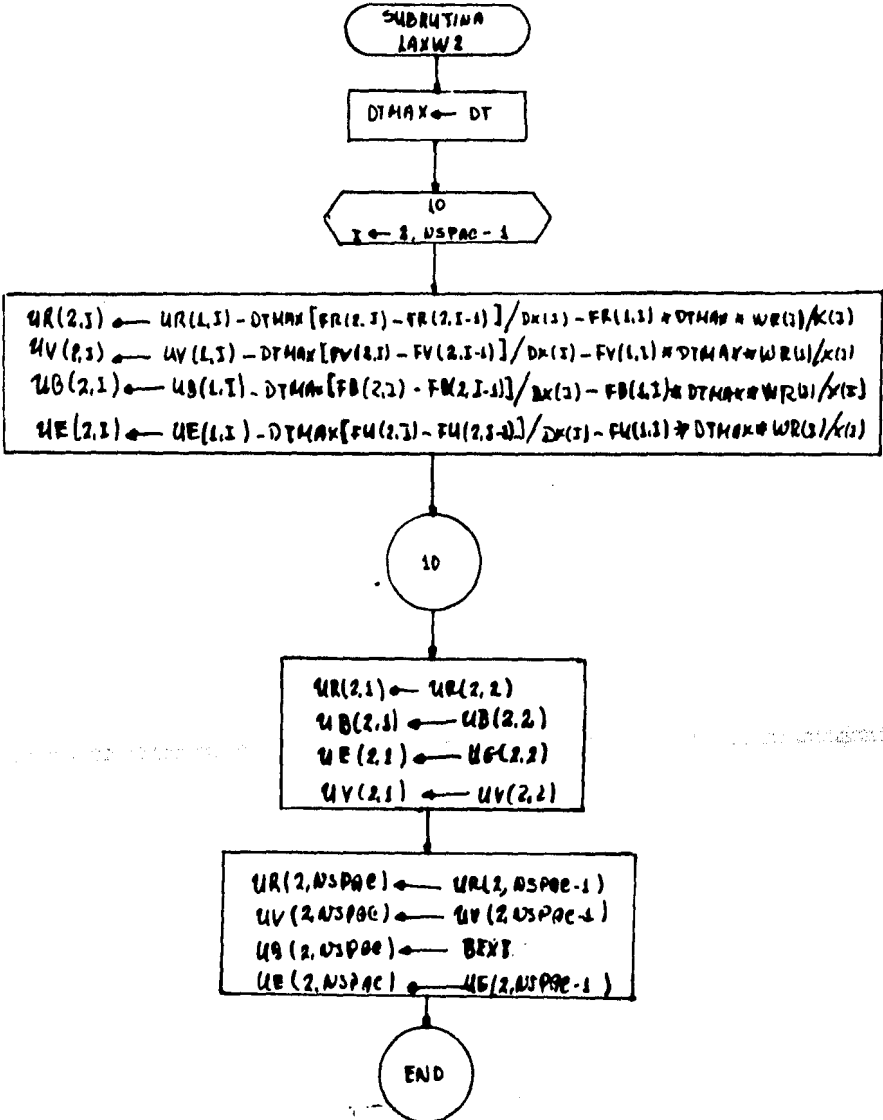 SUBRUTINA
LAXW2
DTMAX ← DT
10
I ← 2, NSPAC - 1
UR(2,I) ← UR(1,I) - DTMAX [FR(2,I) - FR(2,I-1)] / DX(I) - FR(1,I) * DTMAX * WR(I)/X(I)
UV(2,I) ← UV(1,I) - DTMAX [FV(2,I) - FV(2,I-1)] / DX(I) - FV(1,I) * DTMAX * WR(I)/X(I)
UB(2,I) ← UB(1,I) - DTMAX [FB(2,I) - FB(2,I-1)] / DX(I) - FB(1,I) * DTMAX * WR(I)/X(I)
UE(2,I) ← UE(1,I) - DTMAX [FU(2,I) - FU(2,I-1)] / DX(I) - FU(1,I) * DTMAX * WR(I)/X(I)
10
UR(2,1) ← UR(2,2)
UB(2,1) ← UB(2,2)
UE(2,1) ← UE(2,2)
UV(2,1) ← UV(2,2)
UR(2,NSPAC) ← UR(2,NSPAC-1)
UV(2,NSPAC) ← UV(2,NSPAC-1)
UB(2,NSPAC) ← BEXT
UE(2,NSPAC) ← UE(2,NSPAC-1)
END